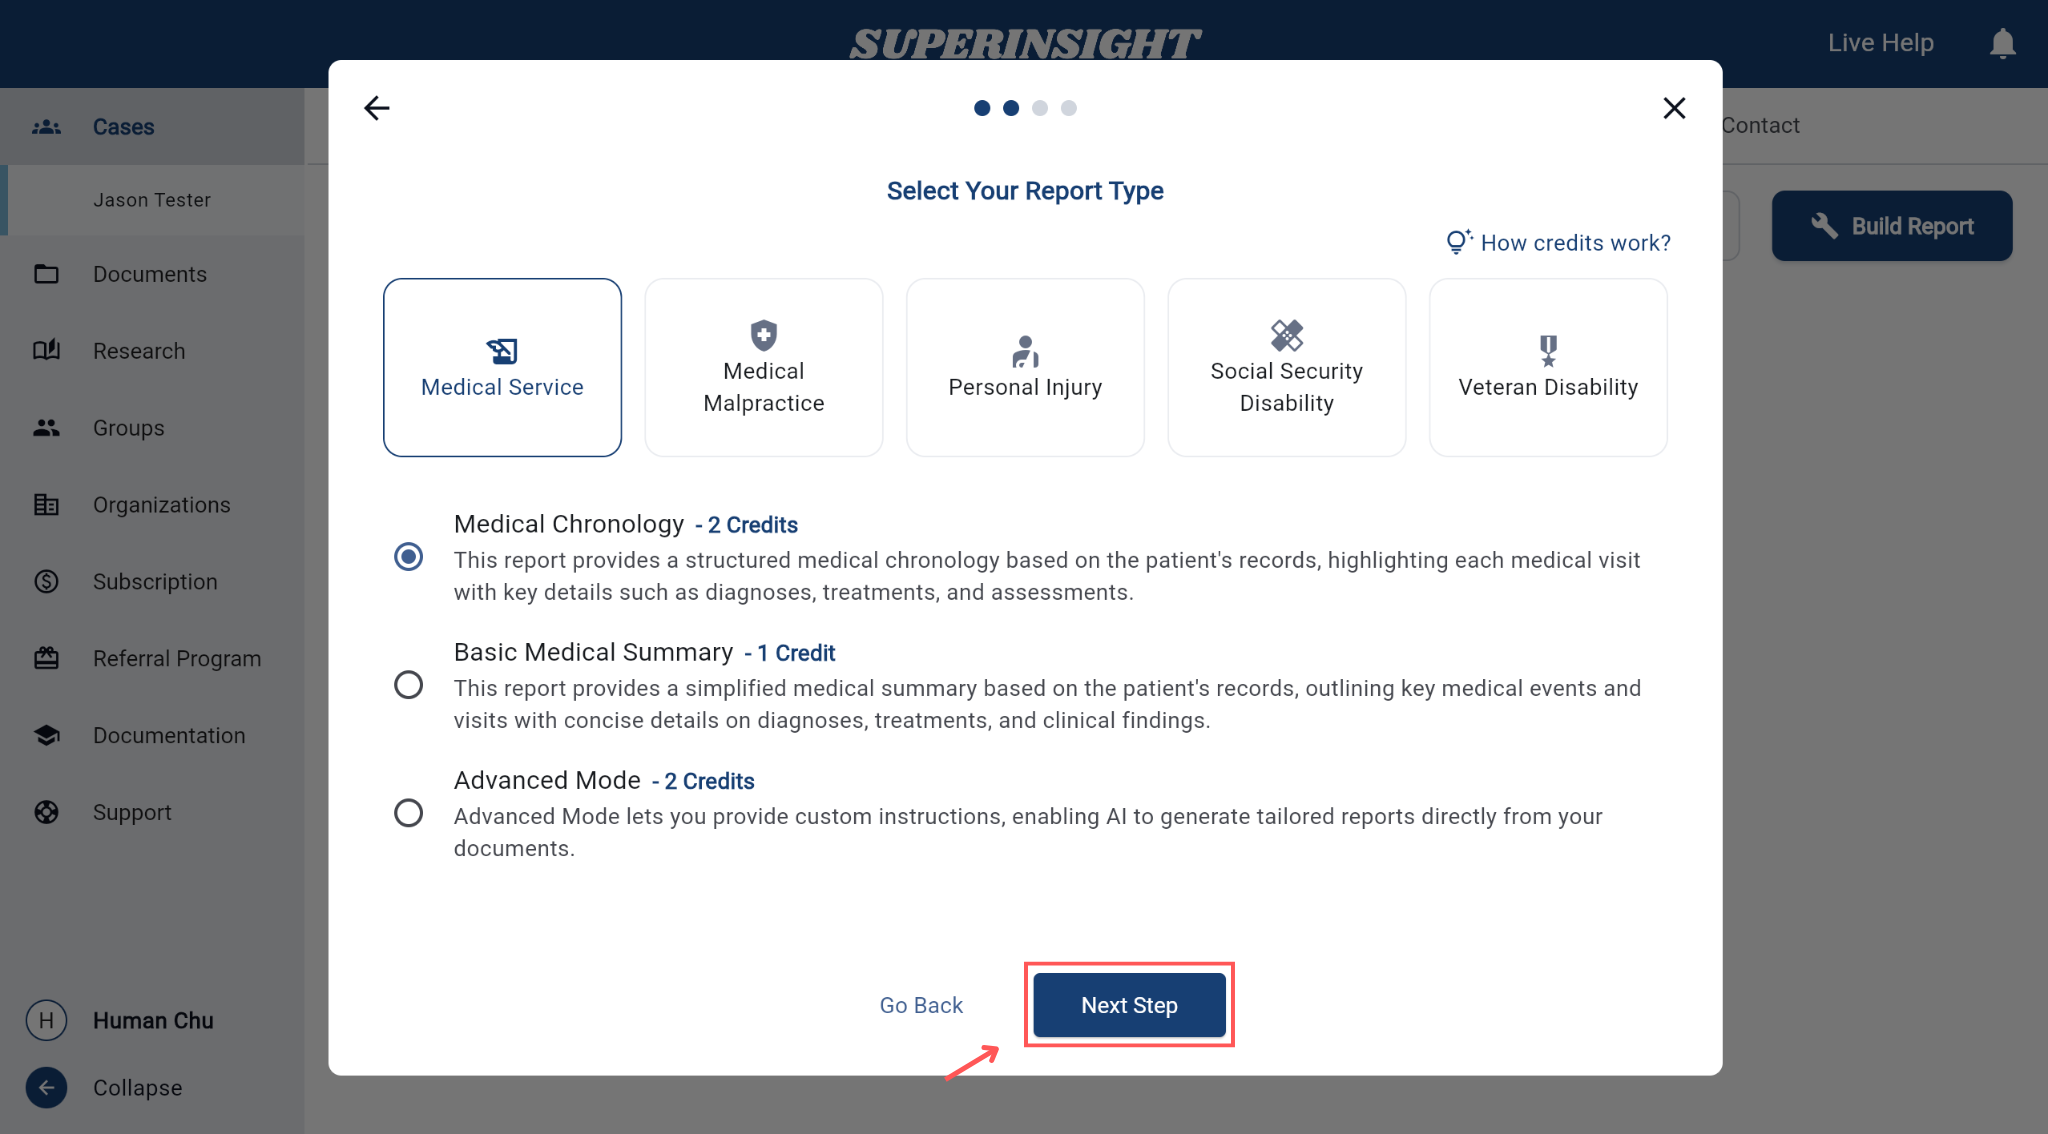 SUPERINSIGHT
Live Help
Cases
Contact
Jason Tester
Select Your Report Type
Build Report
How credits work?
Documents
Research
Groups
Organizations
Subscription
Referral Program
Documentation
Support
Medical Service
Medical
Malpractice
Personal Injury
Social Security
Disability
Veteran Disability
Medical Chronology - 2 Credits
This report provides a structured medical chronology based on the patient's records, highlighting each medical visit
with key details such as diagnoses, treatments, and assessments.
Basic Medical Summary - 1 Credit
This report provides a simplified medical summary based on the patient's records, outlining key medical events and
visits with concise details on diagnoses, treatments, and clinical findings.
Advanced Mode - 2 Credits
Advanced Mode lets you provide custom instructions, enabling AI to generate tailored reports directly from your
documents.
Go Back
Next Step
H
Human Chu
Collapse